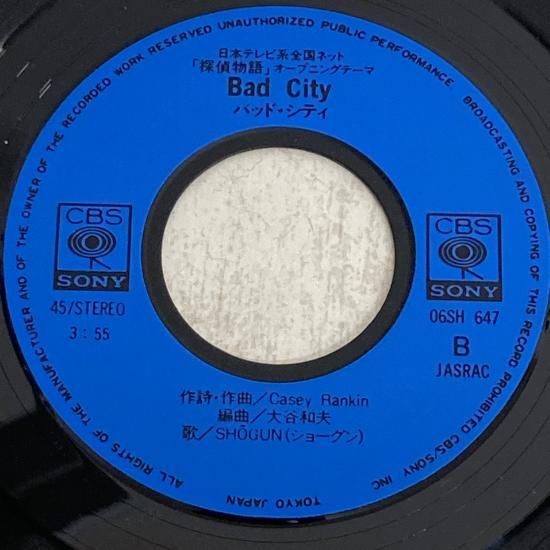 ALL RIGHTS OF THE MANUFACTURER AND OF THE OWNER OF THE RECORDED WORK RESERVED UNAUTHORIZED PUBLIC PERFORMANCE, BROADCASTING AND COPYING OF THIS RECORD PROHIBITED CBS/SONY INC
TOKYO JAPAN
日本テレビ系全国ネット
「探偵物語」オープニングテーマ
Bad City
バッド・シティ
CBS
SONY
45/STEREO
3:55
CBS
SONY
06SH 647
B
JASRAC
作詩・作曲/Casey Rankin
編曲/大谷和夫
歌/SHŌGUN(ショーグン)